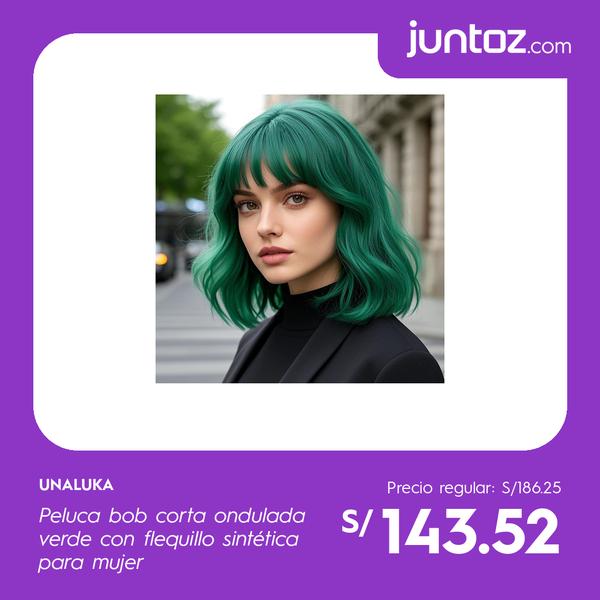 juntoz.com
UNALUKA
Peluca bob corta ondulada
verde con flequillo sintética
para mujer
Precio regular: S/186.25
S/143.52